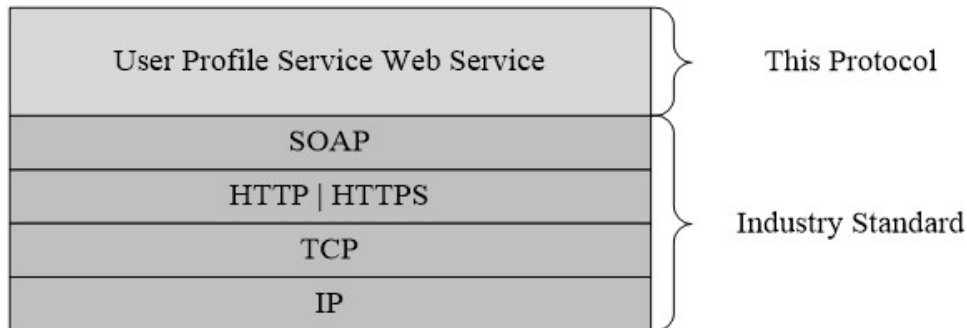 User Profile Service Web Service
This Protocol
SOAP
HTTP | HTTPS
Industry Standard
TCP
IP